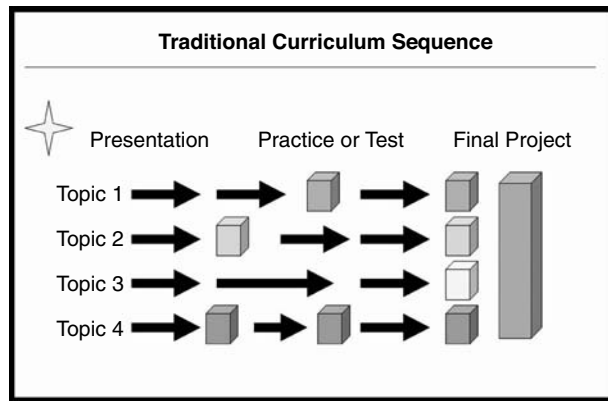 Traditional Curriculum Sequence
Presentation Practice or Test Final Project
Topic 1
Topic 2
Topic 3
Topic 4